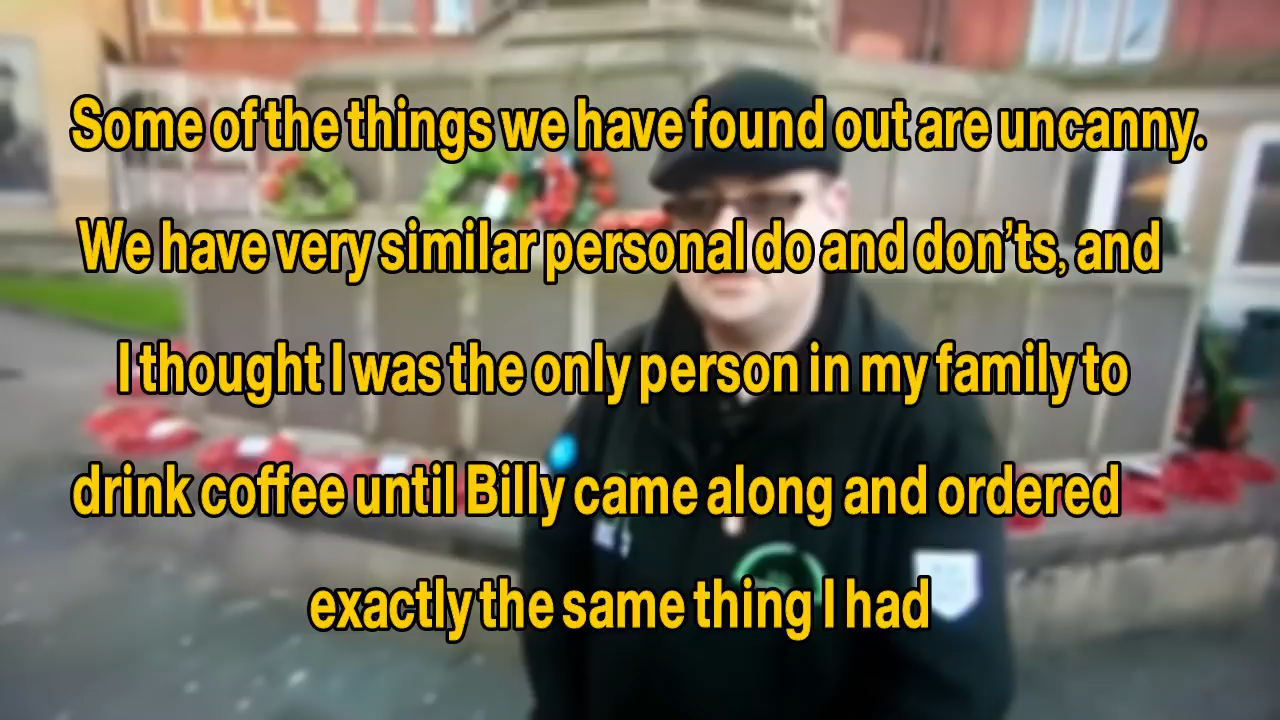 Some of the things we have found out are uncanny.
We have very similar personal do and don’ts, and
I thought I was the only person in my family to
drink coffee until Billy came along and ordered
exactly the same thing I had